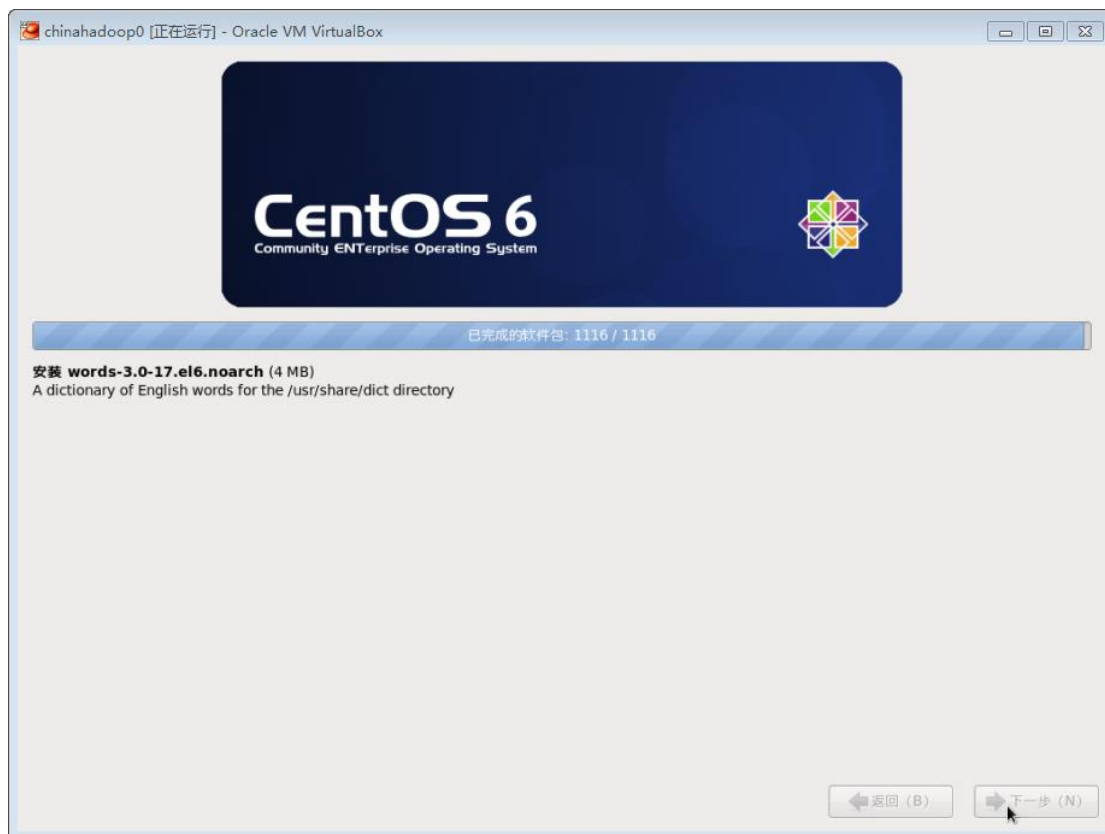 chinahadoop0 [正在运行] - Oracle VM VirtualBox
CentOS 6
Community ENTerprise Operating System
已完成的软件包: 1116 / 1116
安装 words-3.0-17.el6.noarch (4 MB)
A dictionary of English words for the /usr/share/dict directory
返回（B） 下一步（N）